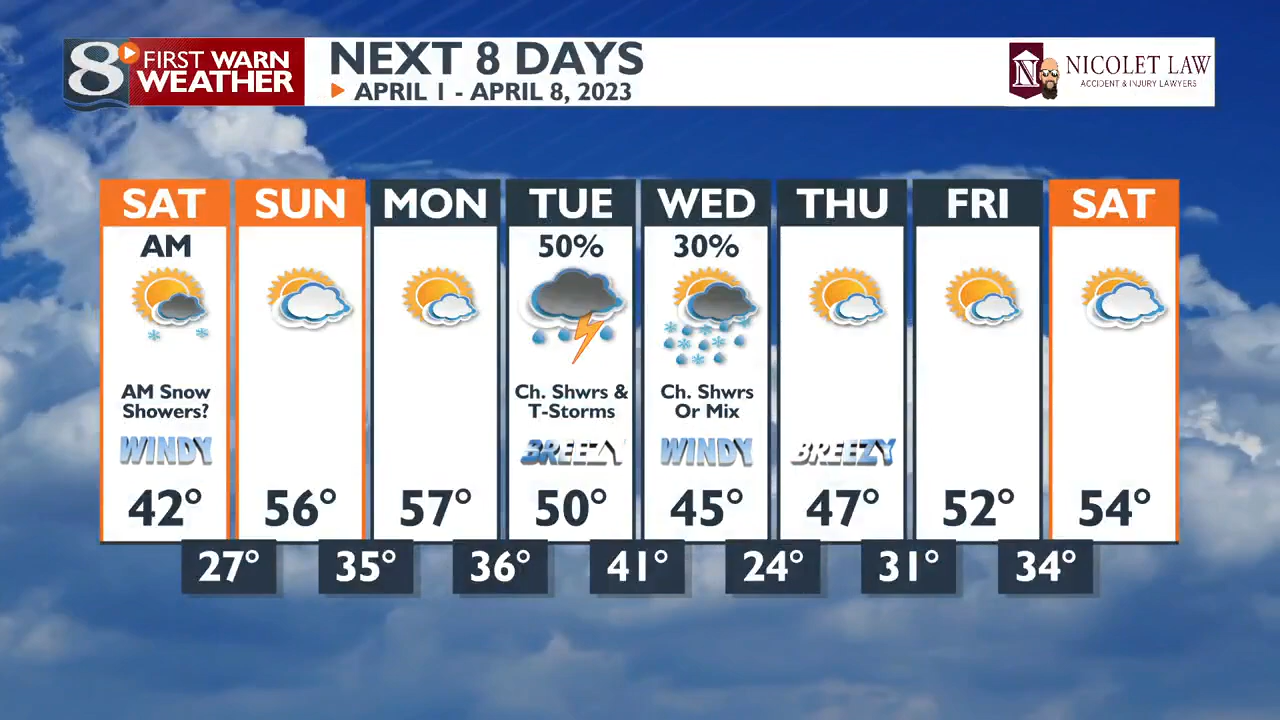 8 FIRST WARN
WEATHER
NEXT 8 DAYS
APRIL 1 - APRIL 8, 2023
N NICOLET LAW
ACCIDENT & INJURY LAWYERS
SAT SUN MON TUE WED THU FRI SAT
AM 50% 30%
AM Snow
Showers?
Ch. Shwrs &
T-Storms
Ch. Shwrs
Or Mix
WINDY BREEZY WINDY BREEZY
42° 56° 57° 50° 45° 47° 52° 54°
27° 35° 36° 41° 24° 31° 34°